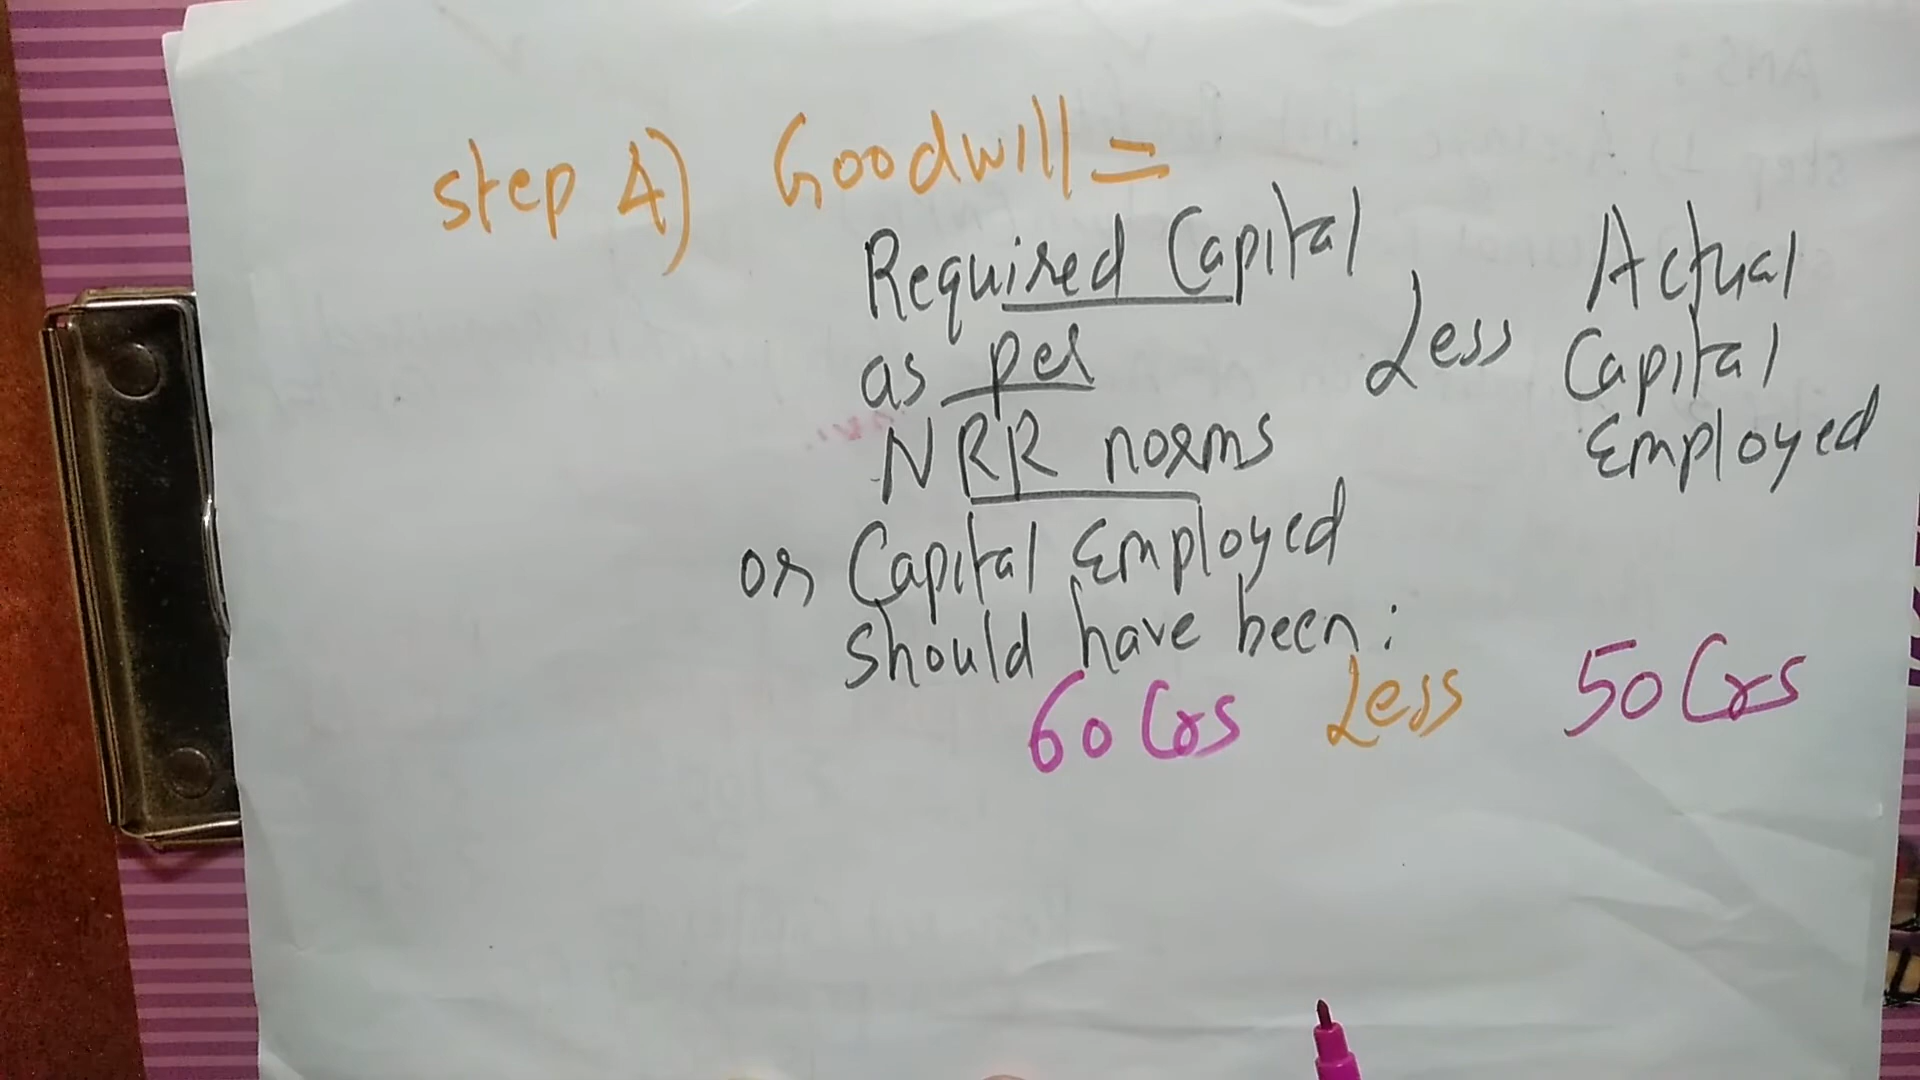 step 4) Goodwill =
Required Capital
as per
NRR norms
or Capital Employed
should have been:
Less
Actual
Capital
Employed
60 Crs Less 50 Crs